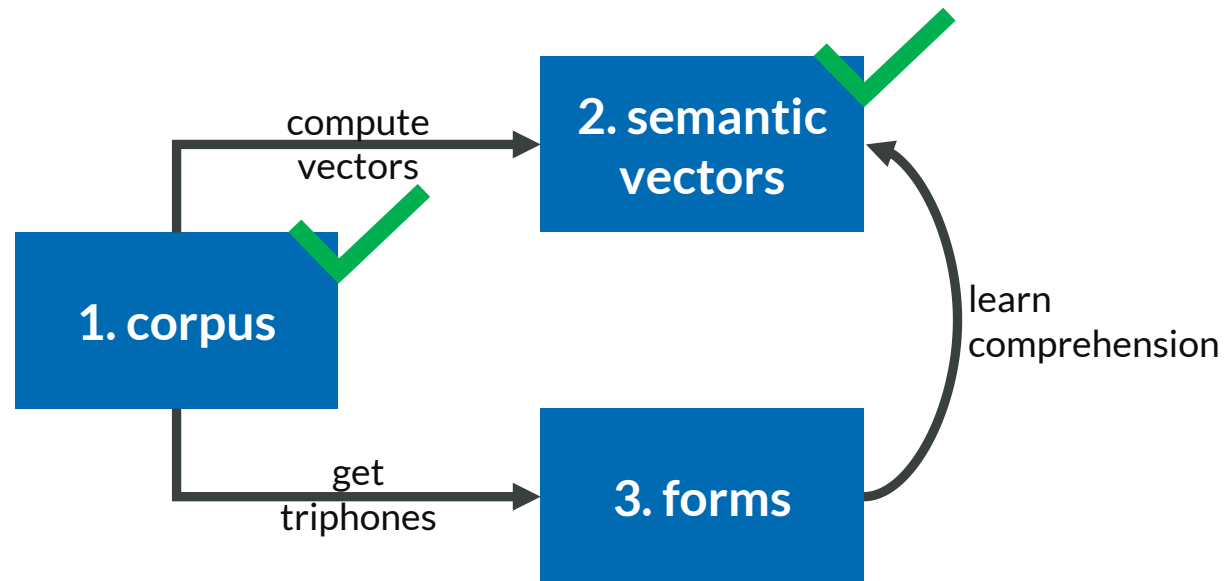 compute
vectors
2. semantic
vectors
1. corpus
learn
comprehension
get
triphones
3. forms